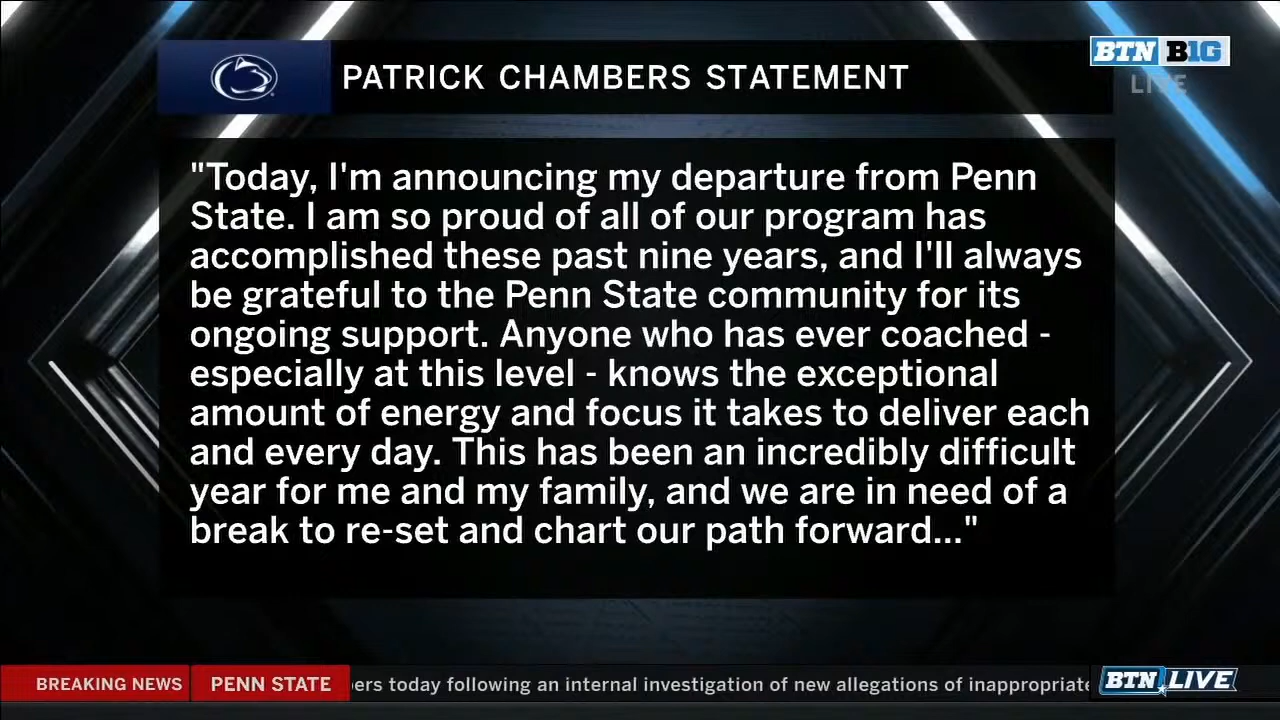 PATRICK CHAMBERS STATEMENT
BTN BIG
LIVE
"Today, I'm announcing my departure from Penn
State. I am so proud of all of our program has
accomplished these past nine years, and I'll always
be grateful to the Penn State community for its
ongoing support. Anyone who has ever coached -
especially at this level - knows the exceptional
amount of energy and focus it takes to deliver each
and every day. This has been an incredibly difficult
year for me and my family, and we are in need of a
break to re-set and chart our path forward..."
BREAKING NEWS PENN STATE ers today following an internal investigation of new allegations of inappropriate BTN LIVE